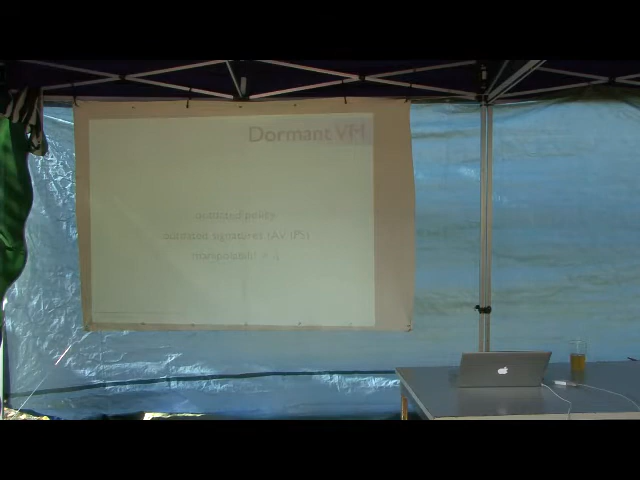 Dormant VM
outdated policy
outdated signatures (AV, IPS)